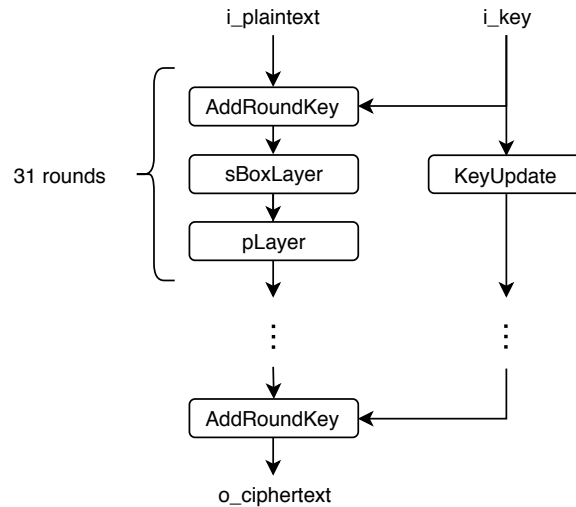 i_plaintext
i_key
AddRoundKey
31 rounds
sBoxLayer
KeyUpdate
pLayer
AddRoundKey
o_ciphertext